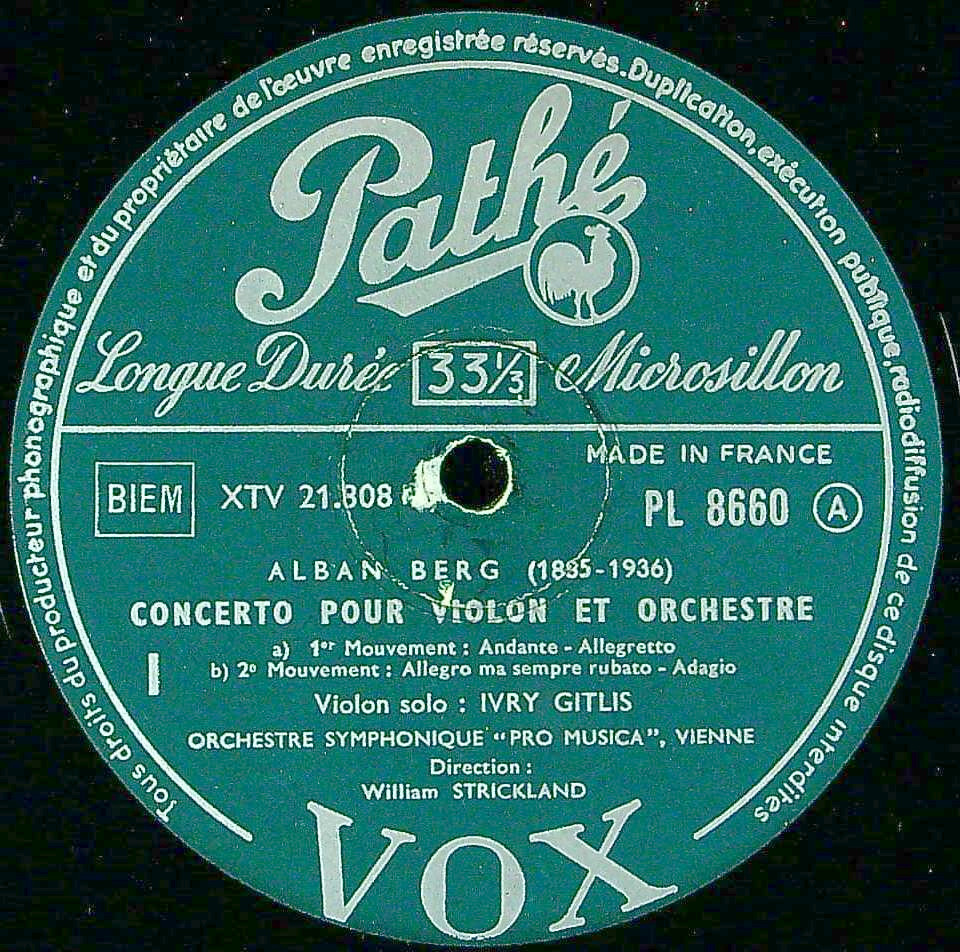 Tous droits du producteur phonographique et du propriétaire de l'œuvre enregistrée réservés. Duplication, exécution publique, radiodiffusion de ce disque interdites
Pathé
Longue Durée 33 1/3 Microsillon
MADE IN FRANCE
BIEM XTV 21.808 PL 8660 A
ALBAN BERG (1885-1936)
CONCERTO POUR VIOLON ET ORCHESTRE
a) 1er Mouvement : Andante - Allegretto
I b) 2e Mouvement : Allegro ma sempre rubato - Adagio
Violon solo : IVRY GITLIS
ORCHESTRE SYMPHONIQUE "PRO MUSICA", VIENNE
Direction :
William STRICKLAND
VOX